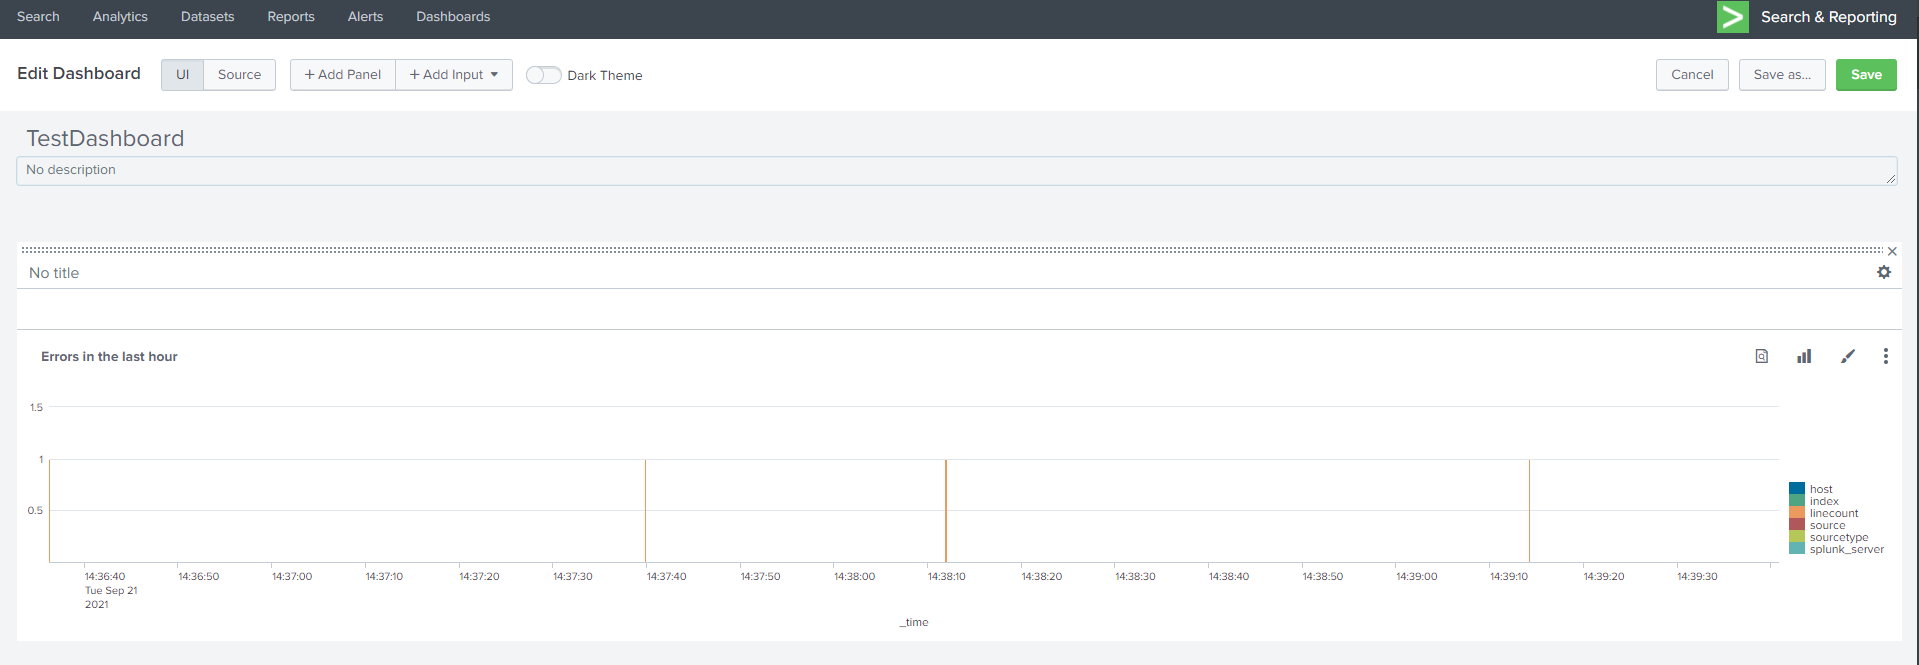 Search Analytics Datasets Reports Alerts Dashboards Search & Reporting
Edit Dashboard UI Source + Add Panel + Add Input Dark Theme Cancel Save as... Save
TestDashboard
No description
No title
Errors in the last hour
1.5
1
0.5
host
index
linecount
source
sourcetype
splunk_server
14:36:40 14:36:50 14:37:00 14:37:10 14:37:20 14:37:30 14:37:40 14:37:50 14:38:00 14:38:10 14:38:20 14:38:30 14:38:40 14:38:50 14:39:00 14:39:10 14:39:20 14:39:30
Tue Sep 21
2021
_time